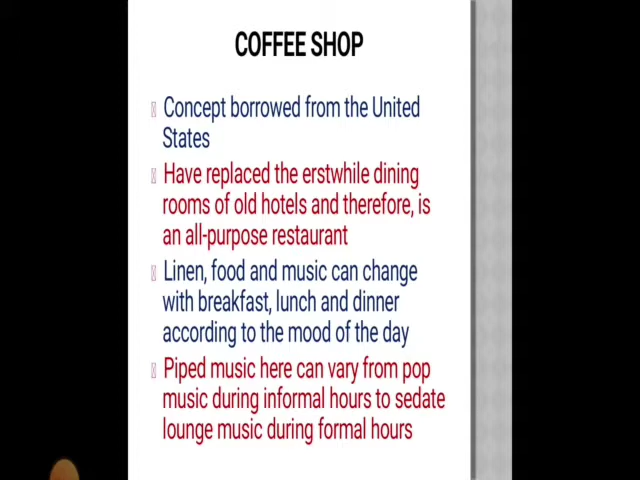 COFFEE SHOP
Concept borrowed from the United
States
Have replaced the erstwhile dining
rooms of old hotels and therefore, is
an all-purpose restaurant
Linen, food and music can change
with breakfast, lunch and dinner
according to the mood of the day
Piped music here can vary from pop
music during informal hours to sedate
lounge music during formal hours